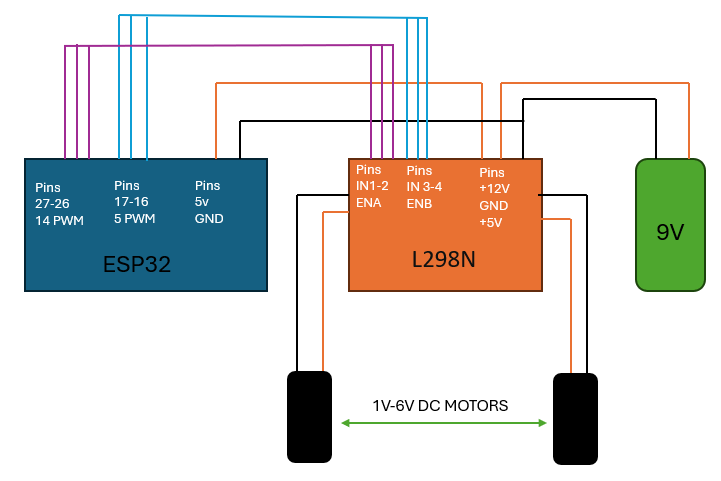 Pins
27-26
14 PWM
Pins
17-16
5 PWM
Pins
5v
GND
ESP32
Pins
IN1-2
ENA
Pins
IN 3-4
ENB
Pins
+12V
GND
+5V
L298N
9V
1V-6V DC MOTORS